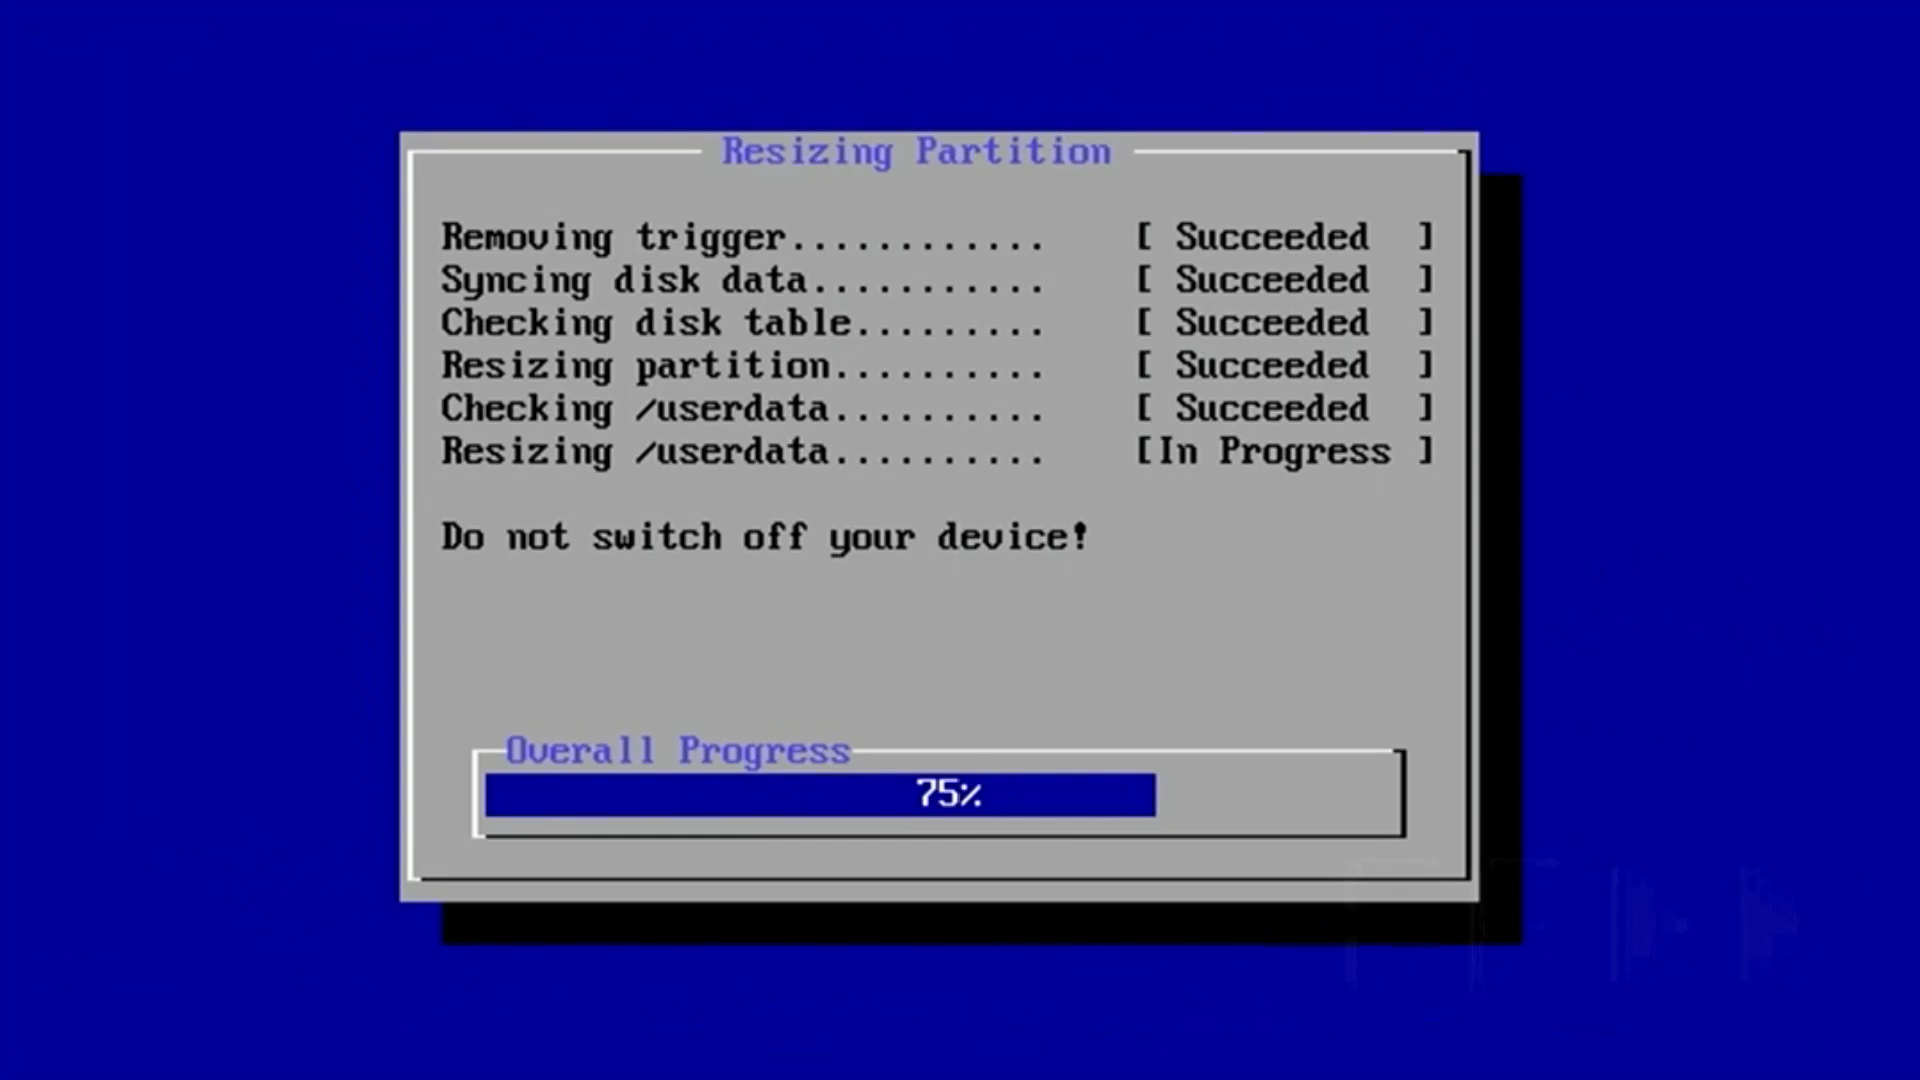 Resizing Partition
Removing trigger............ [ Succeeded ]
Syncing disk data........... [ Succeeded ]
Checking disk table......... [ Succeeded ]
Resizing partition.......... [ Succeeded ]
Checking /userdata.......... [ Succeeded ]
Resizing /userdata.......... [In Progress ]
Do not switch off your device!
Overall Progress
75%